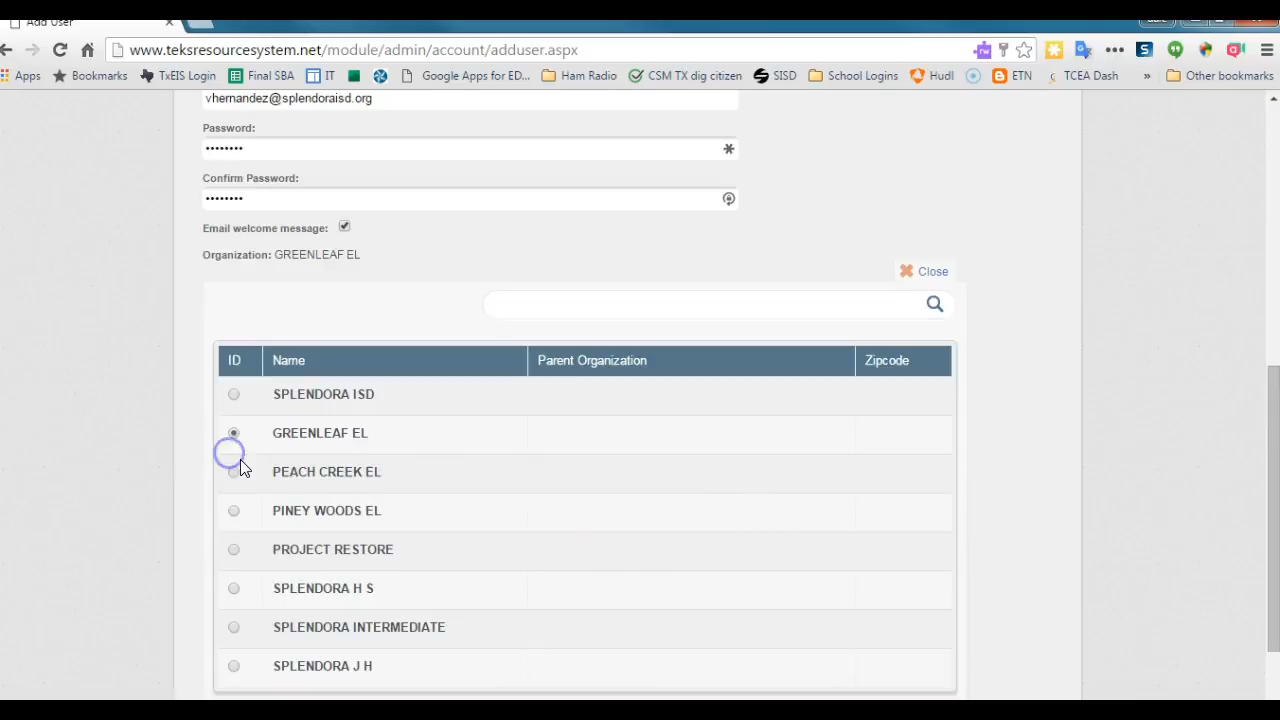 Add User
www.teksresourcesystem.net/module/admin/account/adduser.aspx
Apps Bookmarks TxEIS Login Final SBA IT Google Apps for ED... Ham Radio CSM TX dig citizen SISD School Logins Hudl ETN TCEA Dash » Other bookmarks
vhernandez@splendoraisd.org
Password:
••••••••
Confirm Password:
••••••••
Email welcome message:
Organization: GREENLEAF EL
Close
ID Name Parent Organization Zipcode
SPLENDORA ISD
GREENLEAF EL
PEACH CREEK EL
PINEY WOODS EL
PROJECT RESTORE
SPLENDORA H S
SPLENDORA INTERMEDIATE
SPLENDORA J H